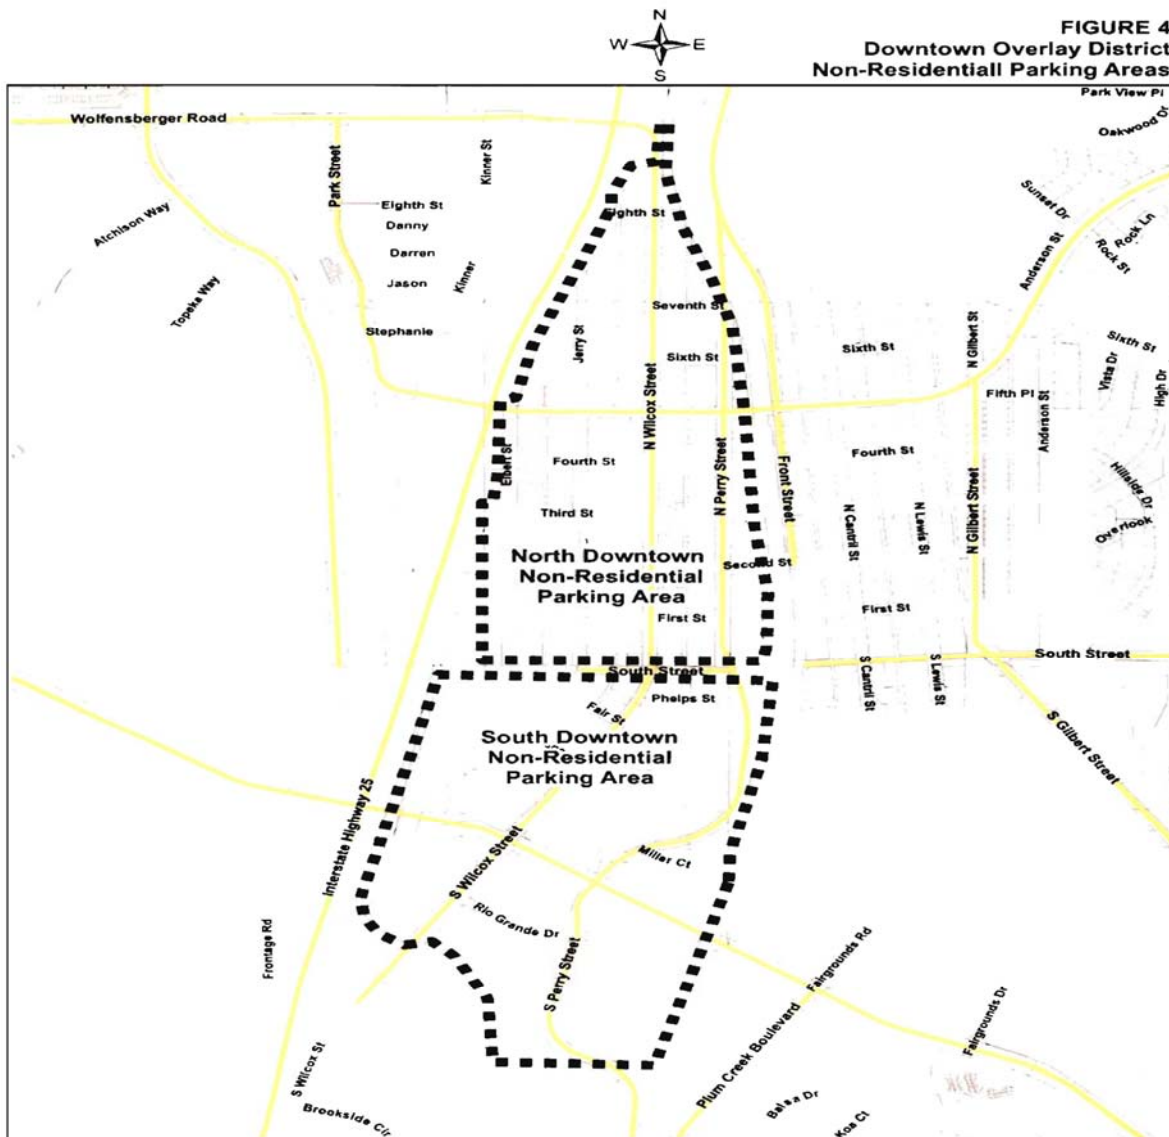 N
W E
S
FIGURE 4
Downtown Overlay District
Non-Residentiall Parking Areas
Park View Pl
Oakwood Dr
Wolfensberger Road
Kinner St
Park Street
Sunset Dr
Rock Ln
Eighth St
Eighth St
Atchison Way
Danny
Anderson St
Rock St
Darren
Kinner
Jason
Topeka Way
Seventh St
Stephanie
Jerry St
Sixth St
Sixth St
N Gilbert St
Sixth St
Vista Dr
High Dr
Fifth Pl
Anderson St
N Wilcox Street
Elbert St
Fourth St
N Perry Street
Front Street
Fourth St
Hillside Dr
Third St
N Cantril St
N Lewis St
N Gilbert Street
Overlook
North Downtown
Non-Residential
Parking Area
Second St
First St
First St
South Street
South Street
S Cantril St
S Lewis St
Phelps St
Fair St
S Gilbert Street
South Downtown
Non-Residential
Parking Area
Interstate Highway 25
S Wilcox Street
Miller Ct
Rio Grande Dr
Frontage Rd
S Perry Street
Fairgrounds Rd
Plum Creek Boulevard
Fairgrounds Dr
S Wilcox St
Brookside Cir
Balsa Dr
Koa Ct